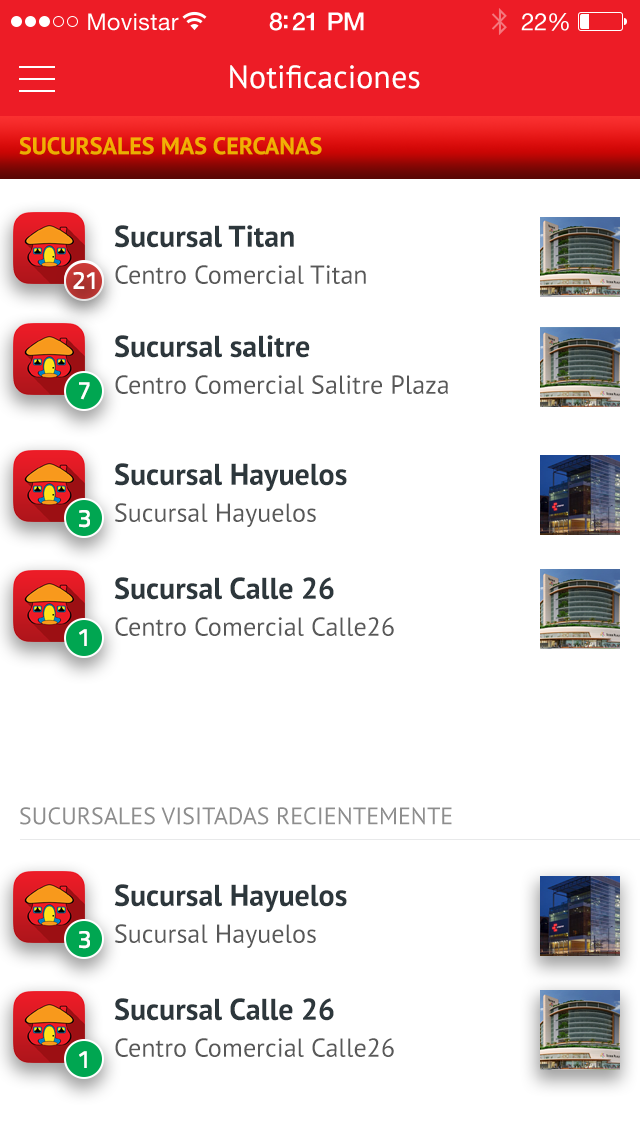 Movistar 8:21 PM 22%
Notificaciones
SUCURSALES MAS CERCANAS
Sucursal Titan
Centro Comercial Titan
21
Sucursal salitre
Centro Comercial Salitre Plaza
7
Sucursal Hayuelos
Sucursal Hayuelos
3
Sucursal Calle 26
Centro Comercial Calle26
1
SUCURSALES VISITADAS RECIENTEMENTE
Sucursal Hayuelos
Sucursal Hayuelos
3
Sucursal Calle 26
Centro Comercial Calle26
1